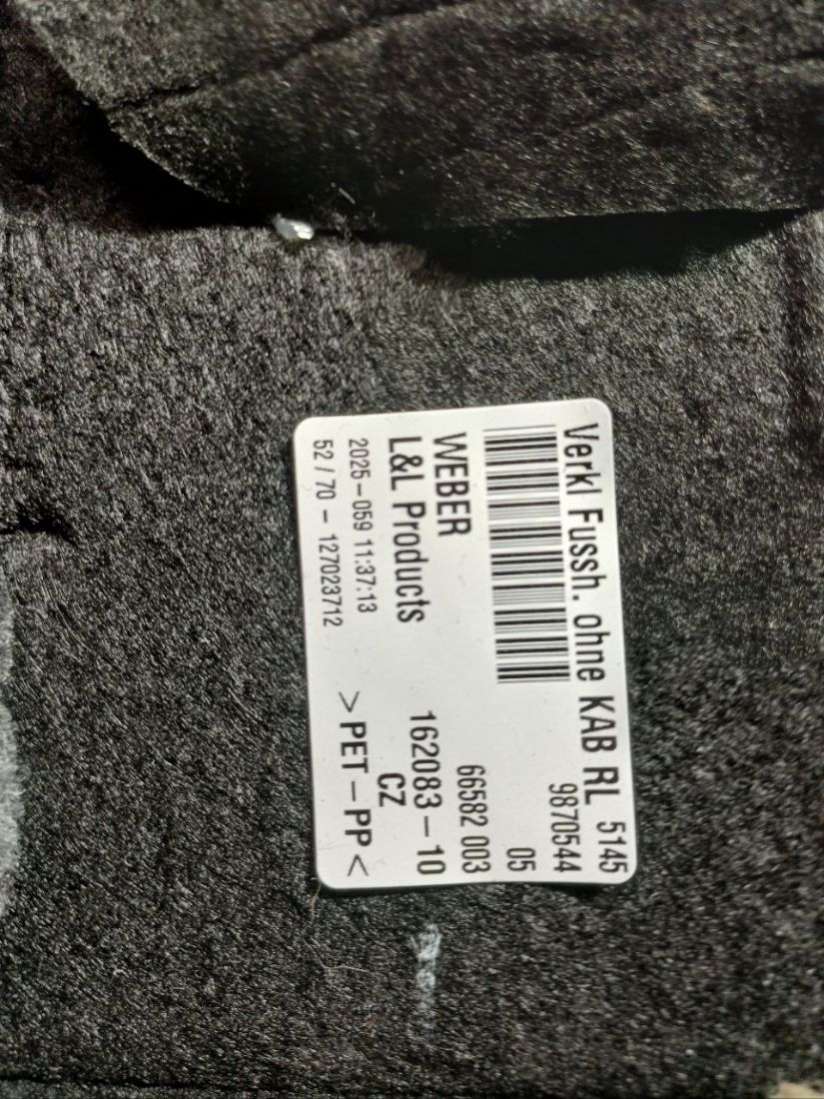 Verkl Fussh. ohne KAB RL 5145
9870544
05
WEBER 66582 003
L&L Products 162083-10
CZ
2025-059 11:37:13
52 / 70 - 127023712 >PET-PP<